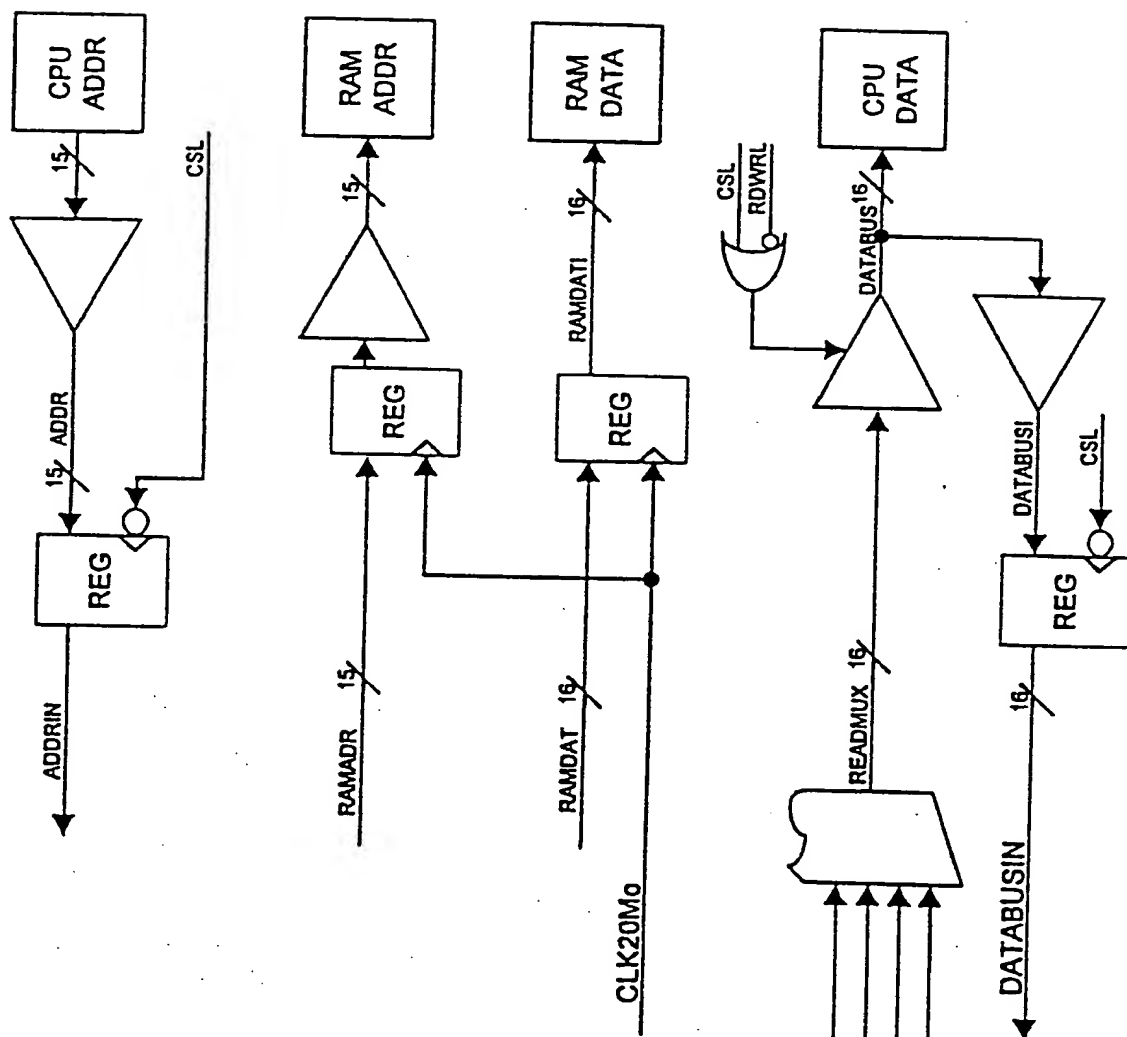 CPU
ADDR
15
ADDR
15
CSL
REG
ADDRIN
RAM
ADDR
15
REG
15
RAMADR
RAM
DATA
16
RAMDATI
REG
16
RAMDAT
CLK20Mo
CPU
DATA
16
DATABUS
CSL
RDWRL
16
READMUX
DATABUSI
CSL
REG
16
DATABUSIN